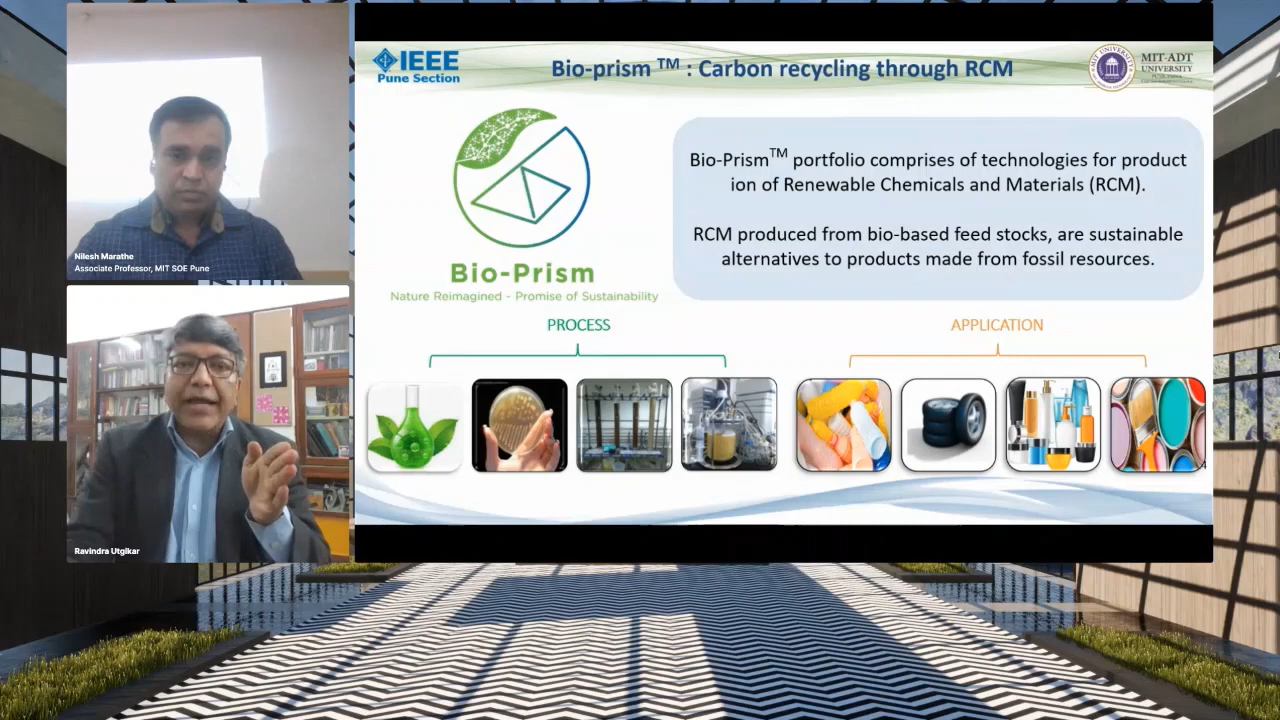 Nilesh Marathe
Associate Professor, MIT SOE Pune
Ravindra Utgikar
IEEE
Pune Section
Bio-prism TM : Carbon recycling through RCM
MIT-ADT
UNIVERSITY
Bio-Prism
Nature Reimagined - Promise of Sustainability
Bio-PrismTM portfolio comprises of technologies for product
ion of Renewable Chemicals and Materials (RCM).
RCM produced from bio-based feed stocks, are sustainable
alternatives to products made from fossil resources.
PROCESS
APPLICATION